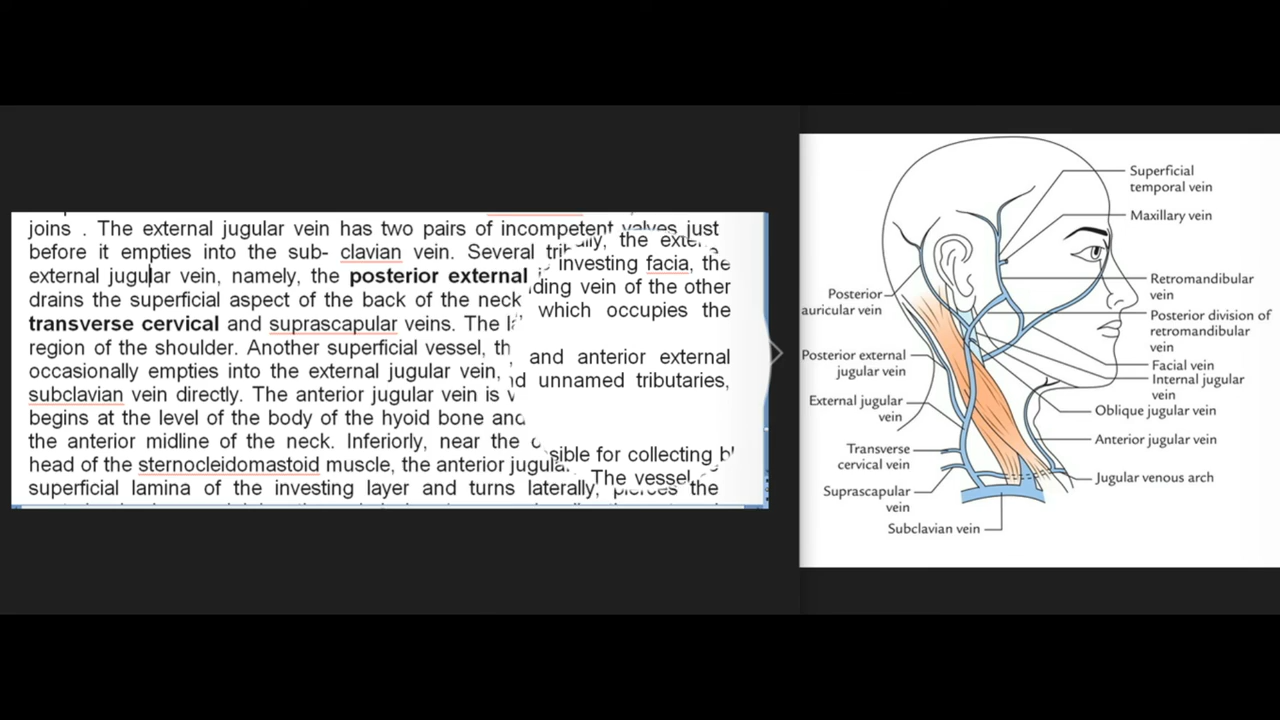 joins . The external jugular vein has two pairs of incompetent valves just
before it empties into the sub- clavian vein. Several
external jugular vein, namely, the posterior external
drains the superficial aspect of the back of the neck
transverse cervical and suprascapular veins. The
region of the shoulder. Another superficial vessel,
occasionally empties into the external jugular vein,
subclavian vein directly. The anterior jugular vein is
begins at the level of the body of the hyoid bone and
the anterior midline of the neck. Inferiorly, near the
head of the sternocleidomastoid muscle, the anterior
superficial lamina of the investing layer and turns laterally, pierces the
the
investing facia, the
vein of the other
which occupies the
and anterior external
unnamed tributaries,
for collecting
The vessel
Superficial
temporal vein
Maxillary vein
Retromandibular
vein
Posterior division of
retromandibular
vein
Facial vein
Internal jugular
vein
Oblique jugular vein
Anterior jugular vein
Jugular venous arch
Posterior
auricular vein
Posterior external
jugular vein
External jugular
vein
Transverse
cervical vein
Suprascapular
vein
Subclavian vein